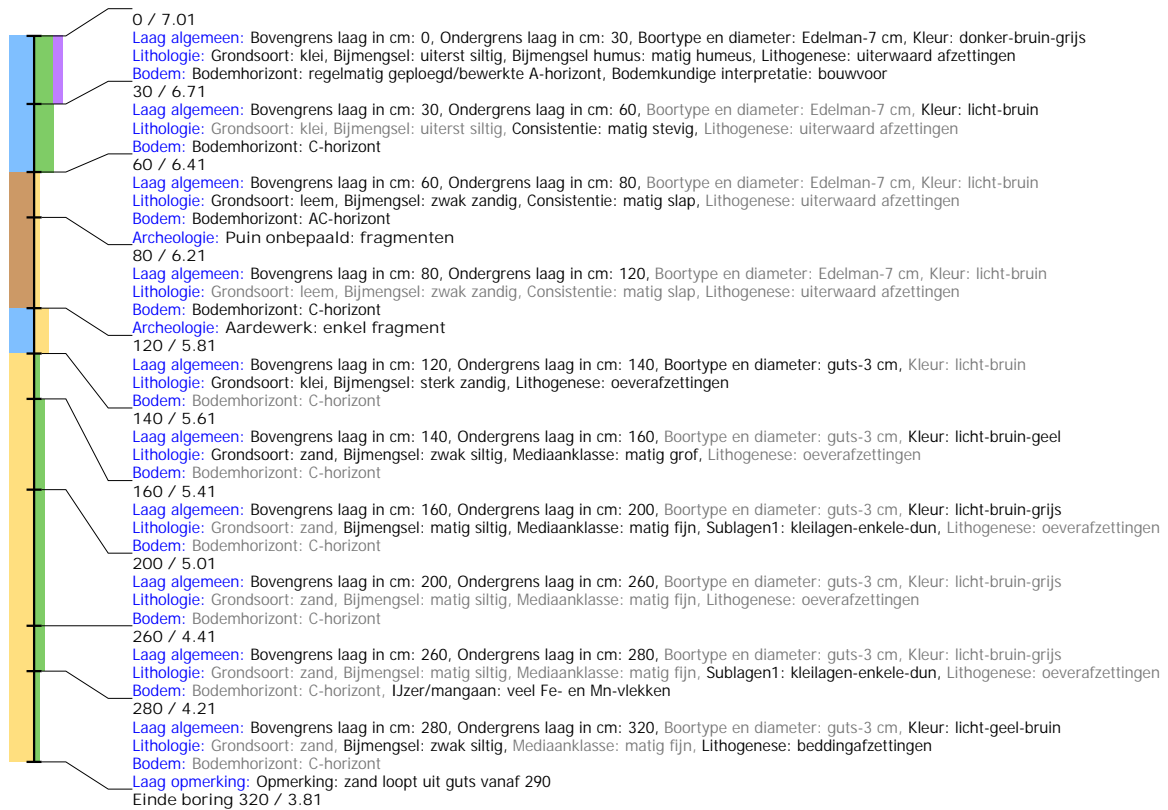 0 / 7.01
Laag algemeen: Bovengrens laag in cm: 0, Ondergrens laag in cm: 30, Boortype en diameter: Edelman-7 cm, Kleur: donker-bruin-grijs
Lithologie: Grondsoort: klei, Bijmengsel: uiterst siltig, Bijmengsel humus: matig humeus, Lithogenese: uiterwaard afzettingen
Bodem: Bodemhorizont: regelmatig geploegd/bewerkte A-horizont, Bodemkundige interpretatie: bouwvoor
30 / 6.71
Laag algemeen: Bovengrens laag in cm: 30, Ondergrens laag in cm: 60, Boortype en diameter: Edelman-7 cm, Kleur: licht-bruin
Lithologie: Grondsoort: klei, Bijmengsel: uiterst siltig, Consistentie: matig stevig, Lithogenese: uiterwaard afzettingen
Bodem: Bodemhorizont: C-horizont
60 / 6.41
Laag algemeen: Bovengrens laag in cm: 60, Ondergrens laag in cm: 80, Boortype en diameter: Edelman-7 cm, Kleur: licht-bruin
Lithologie: Grondsoort: leem, Bijmengsel: zwak zandig, Consistentie: matig slap, Lithogenese: uiterwaard afzettingen
Bodem: Bodemhorizont: AC-horizont
Archeologie: Puin onbepaald: fragmenten
80 / 6.21
Laag algemeen: Bovengrens laag in cm: 80, Ondergrens laag in cm: 120, Boortype en diameter: Edelman-7 cm, Kleur: licht-bruin
Lithologie: Grondsoort: leem, Bijmengsel: zwak zandig, Consistentie: matig slap, Lithogenese: uiterwaard afzettingen
Bodem: Bodemhorizont: C-horizont
Archeologie: Aardewerk: enkel fragment
120 / 5.81
Laag algemeen: Bovengrens laag in cm: 120, Ondergrens laag in cm: 140, Boortype en diameter: guts-3 cm, Kleur: licht-bruin
Lithologie: Grondsoort: klei, Bijmengsel: sterk zandig, Lithogenese: oeverafzettingen
Bodem: Bodemhorizont: C-horizont
140 / 5.61
Laag algemeen: Bovengrens laag in cm: 140, Ondergrens laag in cm: 160, Boortype en diameter: guts-3 cm, Kleur: licht-bruin-geel
Lithologie: Grondsoort: zand, Bijmengsel: zwak siltig, Mediaanklasse: matig grof, Lithogenese: oeverafzettingen
Bodem: Bodemhorizont: C-horizont
160 / 5.41
Laag algemeen: Bovengrens laag in cm: 160, Ondergrens laag in cm: 200, Boortype en diameter: guts-3 cm, Kleur: licht-bruin-grijs
Lithologie: Grondsoort: zand, Bijmengsel: matig siltig, Mediaanklasse: matig fijn, Sublagen1: kleilagen-enkele-dun, Lithogenese: oeverafzettingen
Bodem: Bodemhorizont: C-horizont
200 / 5.01
Laag algemeen: Bovengrens laag in cm: 200, Ondergrens laag in cm: 260, Boortype en diameter: guts-3 cm, Kleur: licht-bruin-grijs
Lithologie: Grondsoort: zand, Bijmengsel: matig siltig, Mediaanklasse: matig fijn, Lithogenese: oeverafzettingen
Bodem: Bodemhorizont: C-horizont
260 / 4.41
Laag algemeen: Bovengrens laag in cm: 260, Ondergrens laag in cm: 280, Boortype en diameter: guts-3 cm, Kleur: licht-bruin-grijs
Lithologie: Grondsoort: zand, Bijmengsel: matig siltig, Mediaanklasse: matig fijn, Sublagen1: kleilagen-enkele-dun, Lithogenese: oeverafzettingen
Bodem: Bodemhorizont: C-horizont, IJzer/mangaan: veel Fe- en Mn-vlekken
280 / 4.21
Laag algemeen: Bovengrens laag in cm: 280, Ondergrens laag in cm: 320, Boortype en diameter: guts-3 cm, Kleur: licht-geel-bruin
Lithologie: Grondsoort: zand, Bijmengsel: zwak siltig, Mediaanklasse: matig fijn, Lithogenese: beddingafzettingen
Bodem: Bodemhorizont: C-horizont
Laag opmerking: Opmerking: zand loopt uit guts vanaf 290
Einde boring 320 / 3.81